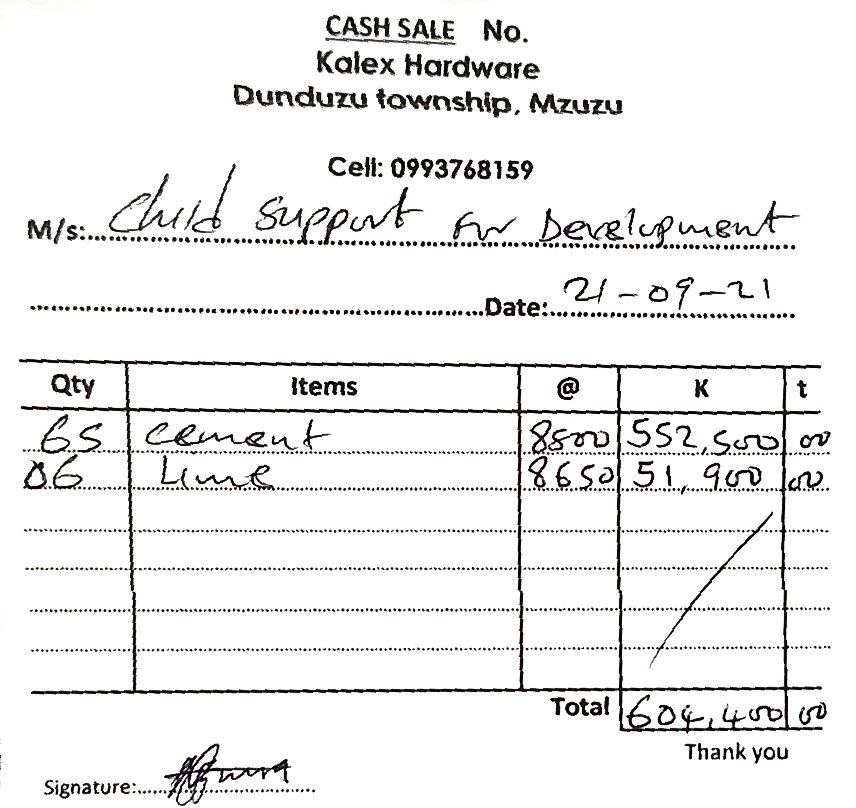 CASH SALE No.
Kalex Hardware
Dunduzu township, Mzuzu
Cell: 0993768159
M/s: Child Support For Development
Date: 21-09-21
Qty Items @ K t
65 cement 8500 552,500 00
06 Lime 8650 51,900 00
Total 604,400 00
Thank you
Signature: